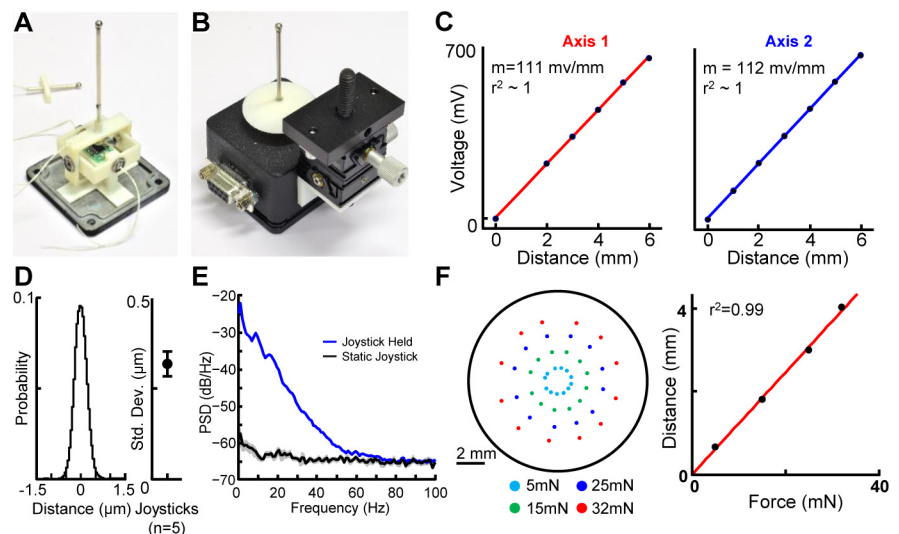 A
B
C
Axis 1
Axis 2
700
m=111 mv/mm
r² ~ 1
m = 112 mv/mm
r² ~ 1
Voltage (mV)
0
0 2 4 6
0 2 4 6
Distance (mm)
Distance (mm)
D
E
F
0.1
Probability
-1.5 0 1.5
Distance (µm)
0.5
Std. Dev. (µm)
0
Joysticks
(n=5)
−20
−30
−40
−50
−60
−70
PSD (dB/Hz)
Joystick Held
Static Joystick
0 20 40 60 80 100
Frequency (Hz)
2 mm
5mN
25mN
15mN
32mN
r²=0.99
4
Distance (mm)
0
0 40
Force (mN)